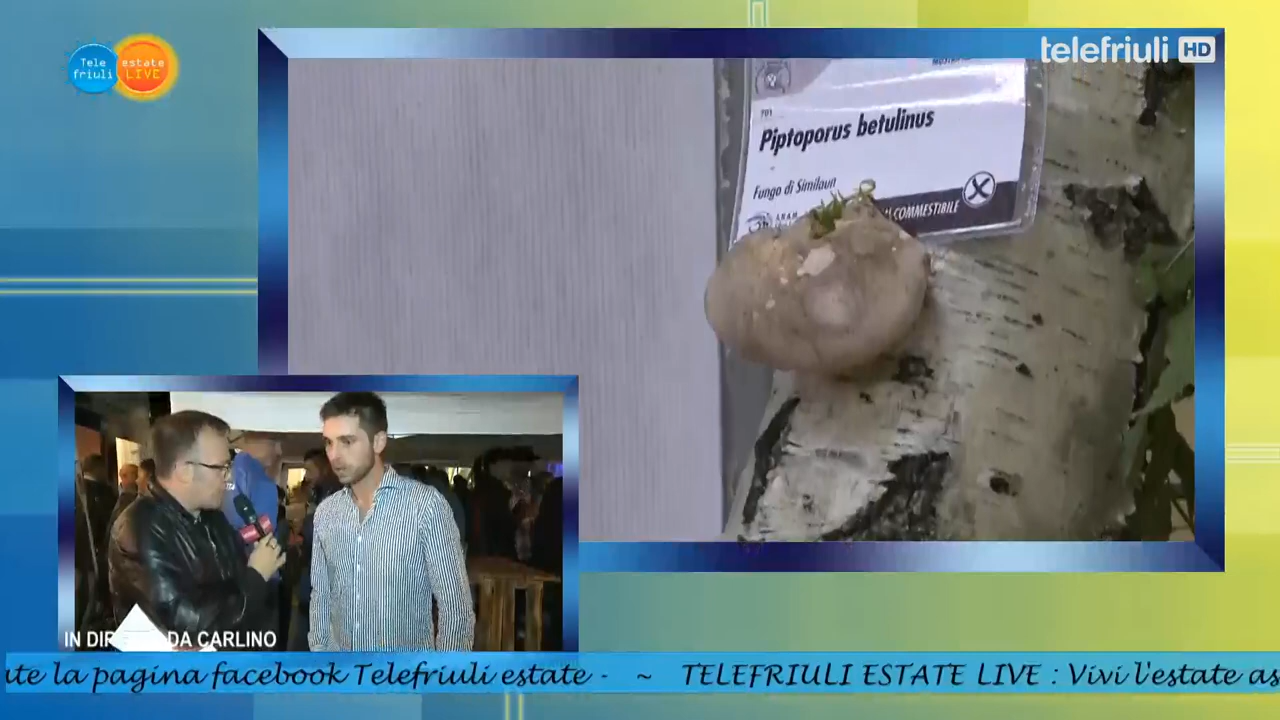 Tele
friuli
estate
LIVE
telefriuli HD
701
Piptoporus betulinus
Fungo di Similaun
COMMESTIBILE
IN DIRETTA DA CARLINO
la pagina facebook Telefriuli estate - ~ TELEFRIULI ESTATE LIVE : Vivi l'estate as